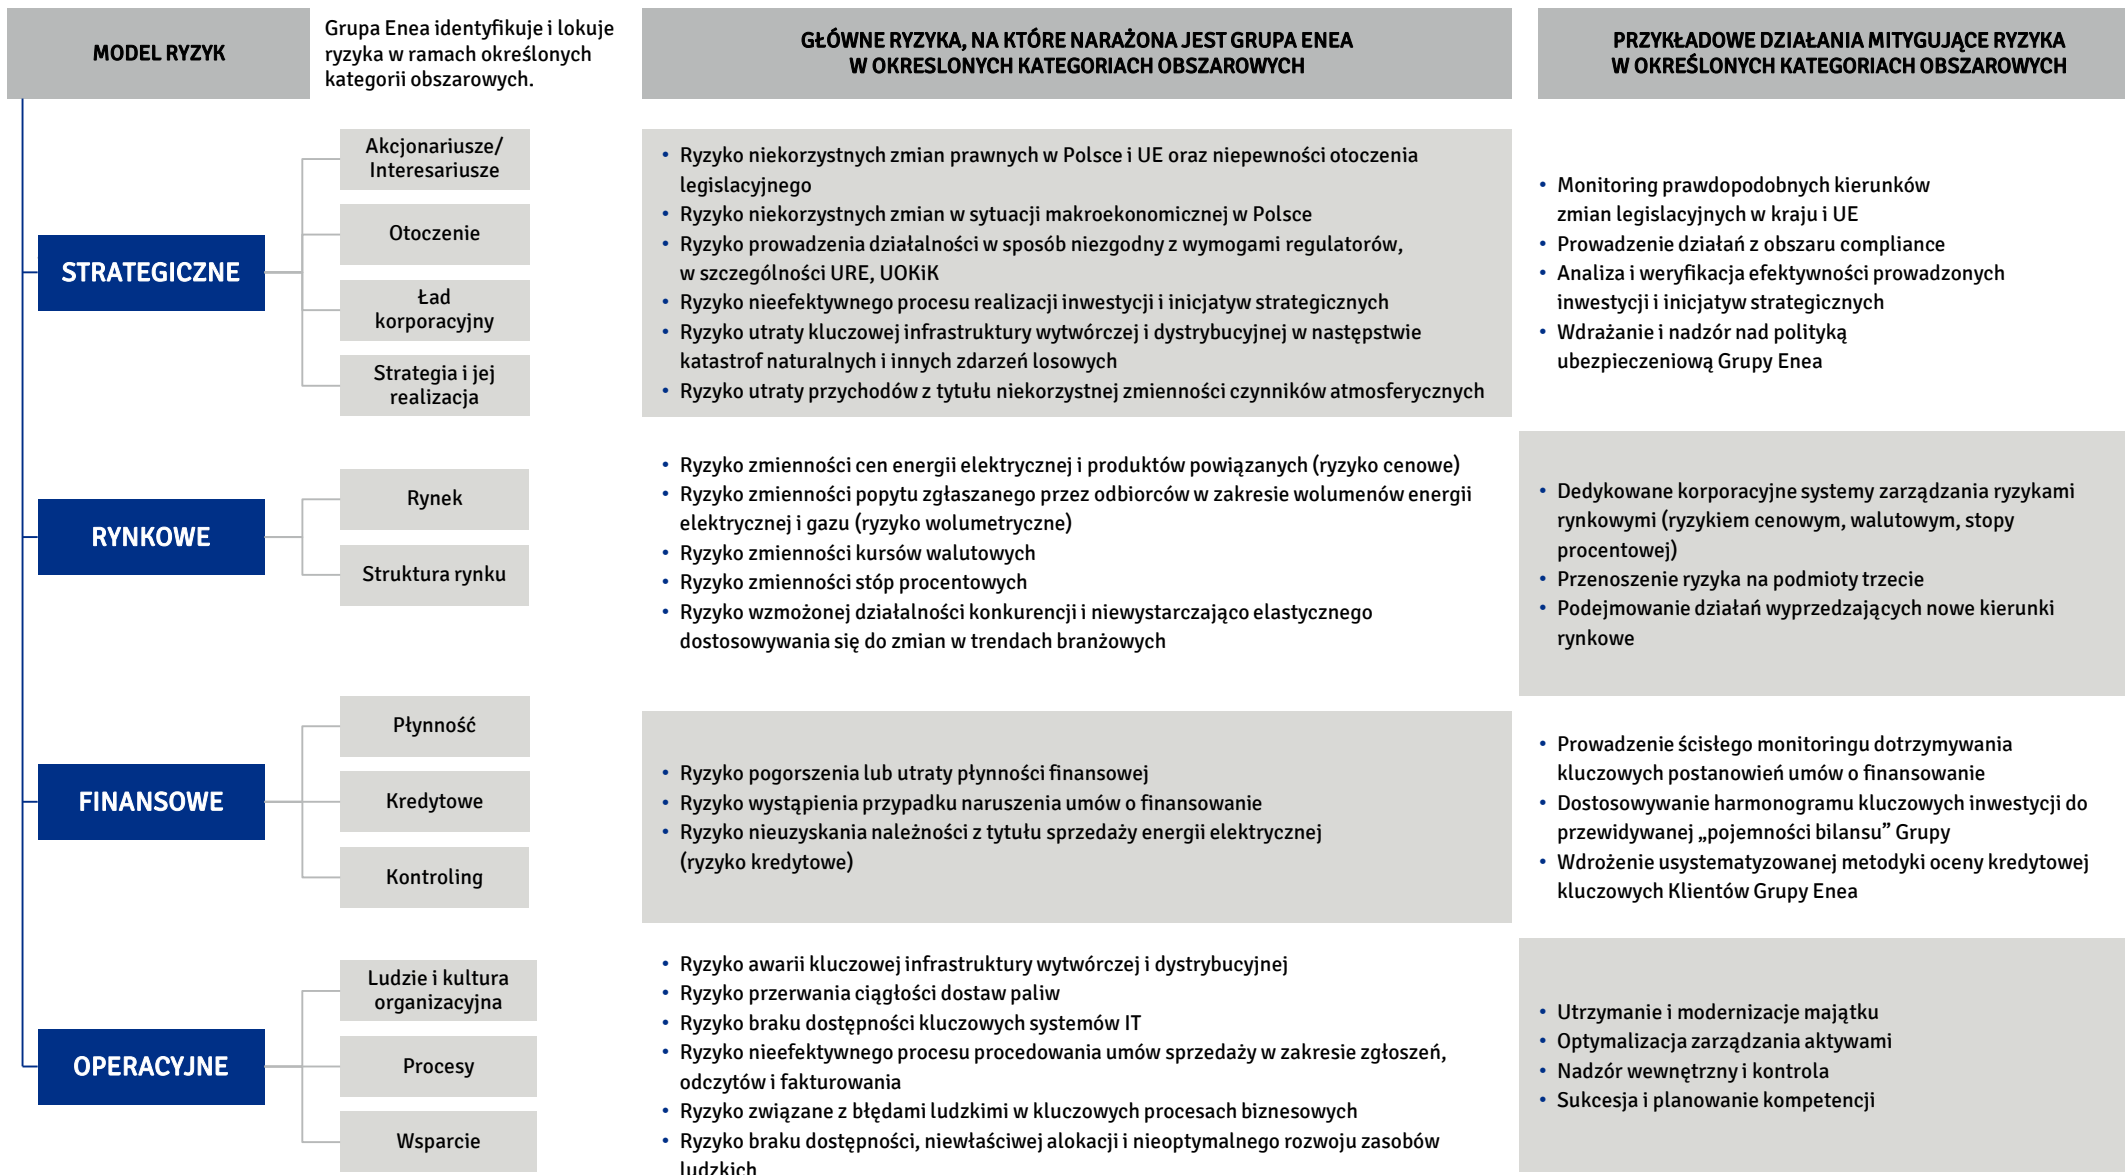 MODEL RYZYK
Grupa Enea identyfikuje i lokuje
ryzyka w ramach określonych
kategorii obszarowych.
GŁÓWNE RYZYKA, NA KTÓRE NARAŻONA JEST GRUPA ENEA
W OKRESLONYCH KATEGORIACH OBSZAROWYCH
PRZYKŁADOWE DZIAŁANIA MITYGUJĄCE RYZYKA
W OKREŚLONYCH KATEGORIACH OBSZAROWYCH
STRATEGICZNE
Akcjonariusze/
Interesariusze
Otoczenie
Ład
korporacyjny
Strategia i jej
realizacja
• Ryzyko niekorzystnych zmian prawnych w Polsce i UE oraz niepewności otoczenia
legislacyjnego
• Ryzyko niekorzystnych zmian w sytuacji makroekonomicznej w Polsce
• Ryzyko prowadzenia działalności w sposób niezgodny z wymogami regulatorów,
w szczególności URE, UOKiK
• Ryzyko nieefektywnego procesu realizacji inwestycji i inicjatyw strategicznych
• Ryzyko utraty kluczowej infrastruktury wytwórczej i dystrybucyjnej w następstwie
katastrof naturalnych i innych zdarzeń losowych
• Ryzyko utraty przychodów z tytułu niekorzystnej zmienności czynników atmosferycznych
• Monitoring prawdopodobnych kierunków
zmian legislacyjnych w kraju i UE
• Prowadzenie działań z obszaru compliance
• Analiza i weryfikacja efektywności prowadzonych
inwestycji i inicjatyw strategicznych
• Wdrażanie i nadzór nad polityką
ubezpieczeniową Grupy Enea
RYNKOWE
Rynek
Struktura rynku
• Ryzyko zmienności cen energii elektrycznej i produktów powiązanych (ryzyko cenowe)
• Ryzyko zmienności popytu zgłaszanego przez odbiorców w zakresie wolumenów energii
elektrycznej i gazu (ryzyko wolumetryczne)
• Ryzyko zmienności kursów walutowych
• Ryzyko zmienności stóp procentowych
• Ryzyko wzmożonej działalności konkurencji i niewystarczająco elastycznego
dostosowywania się do zmian w trendach branżowych
• Dedykowane korporacyjne systemy zarządzania ryzykami
rynkowymi (ryzykiem cenowym, walutowym, stopy
procentowej)
• Przenoszenie ryzyka na podmioty trzecie
• Podejmowanie działań wyprzedzających nowe kierunki
rynkowe
FINANSOWE
Płynność
Kredytowe
Kontroling
• Ryzyko pogorszenia lub utraty płynności finansowej
• Ryzyko wystąpienia przypadku naruszenia umów o finansowanie
• Ryzyko nieuzyskania należności z tytułu sprzedaży energii elektrycznej
(ryzyko kredytowe)
• Prowadzenie ścisłego monitoringu dotrzymywania
kluczowych postanowień umów o finansowanie
• Dostosowywanie harmonogramu kluczowych inwestycji do
przewidywanej „pojemności bilansu” Grupy
• Wdrożenie usystematyzowanej metodyki oceny kredytowej
kluczowych Klientów Grupy Enea
OPERACYJNE
Ludzie i kultura
organizacyjna
Procesy
Wsparcie
• Ryzyko awarii kluczowej infrastruktury wytwórczej i dystrybucyjnej
• Ryzyko przerwania ciągłości dostaw paliw
• Ryzyko braku dostępności kluczowych systemów IT
• Ryzyko nieefektywnego procesu procedowania umów sprzedaży w zakresie zgłoszeń,
odczytów i fakturowania
• Ryzyko związane z błędami ludzkimi w kluczowych procesach biznesowych
• Ryzyko braku dostępności, niewłaściwej alokacji i nieoptymalnego rozwoju zasobów
ludzkich
• Utrzymanie i modernizacje majątku
• Optymalizacja zarządzania aktywami
• Nadzór wewnętrzny i kontrola
• Sukcesja i planowanie kompetencji